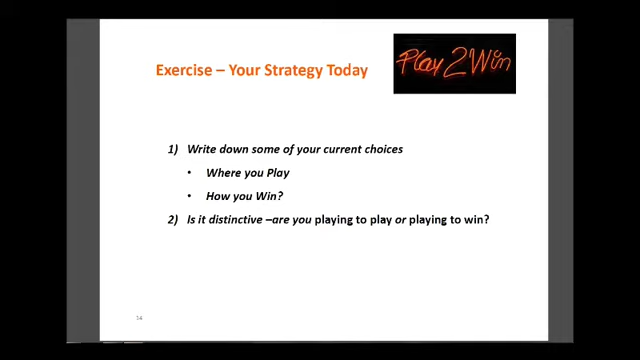 Exercise – Your Strategy Today
Play 2 Win
1) Write down some of your current choices
• Where you Play
• How you Win?
2) Is it distinctive –are you playing to play or playing to win?
14